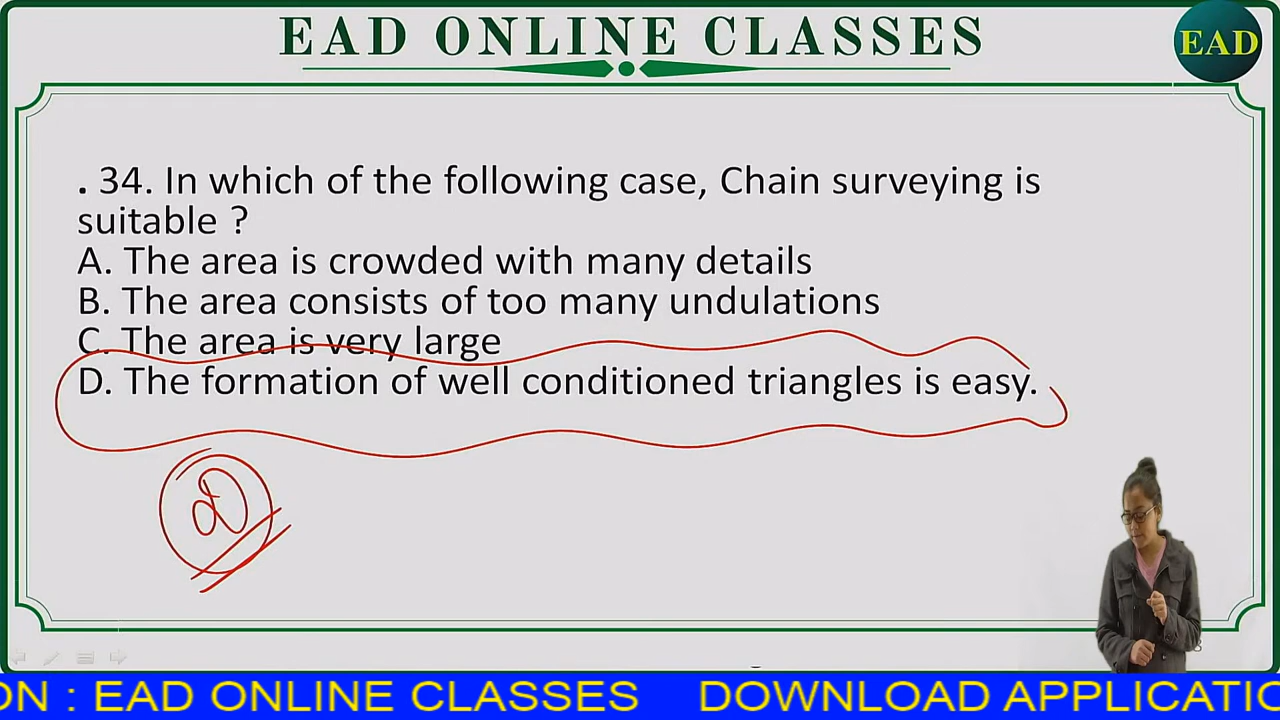 EAD ONLINE CLASSES
EAD
. 34. In which of the following case, Chain surveying is
suitable ?
A. The area is crowded with many details
B. The area consists of too many undulations
C. The area is very large
D. The formation of well conditioned triangles is easy.
D
ON : EAD ONLINE CLASSES DOWNLOAD APPLICATIO